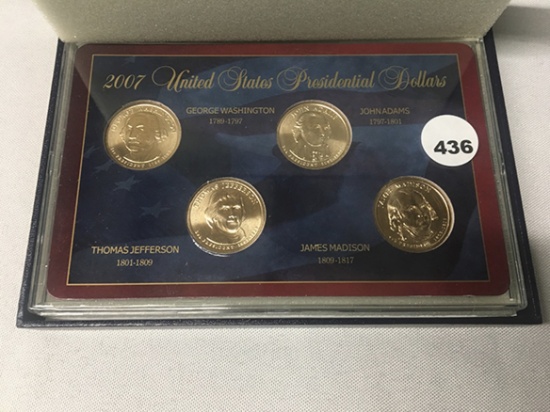 2007 United States Presidential Dollars
GEORGE WASHINGTON
1789-1797
JOHN ADAMS
1797-1801
436
THOMAS JEFFERSON
1801-1809
JAMES MADISON
1809-1817